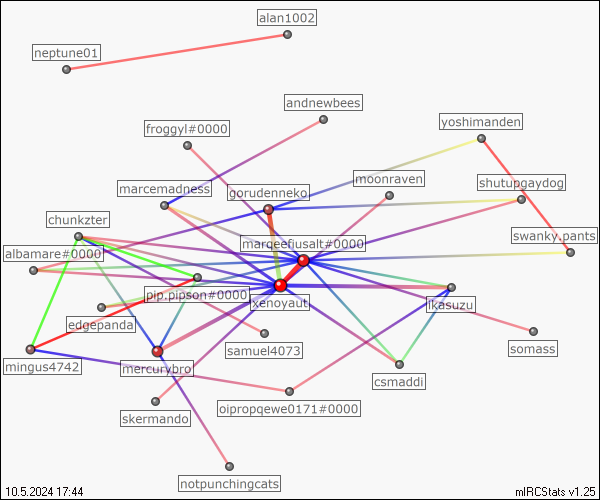 alan1002
neptune01
andnewbees
froggyl#0000
yoshimanden
moonraven
marcemadness
gorudenneko
shutupgaydog
chunkzter
swanky.pants
albamare#0000
marqeefjusalt#0000
pip.pipson#0000
xenoyaut
ikasuzu
edgepanda
samuel4073
somass
mingus4742
mercurybro
csmaddi
skermando
oipropqewe0171#0000
notpunchingcats
10.5.2024 17:44
mIRCStats v1.25